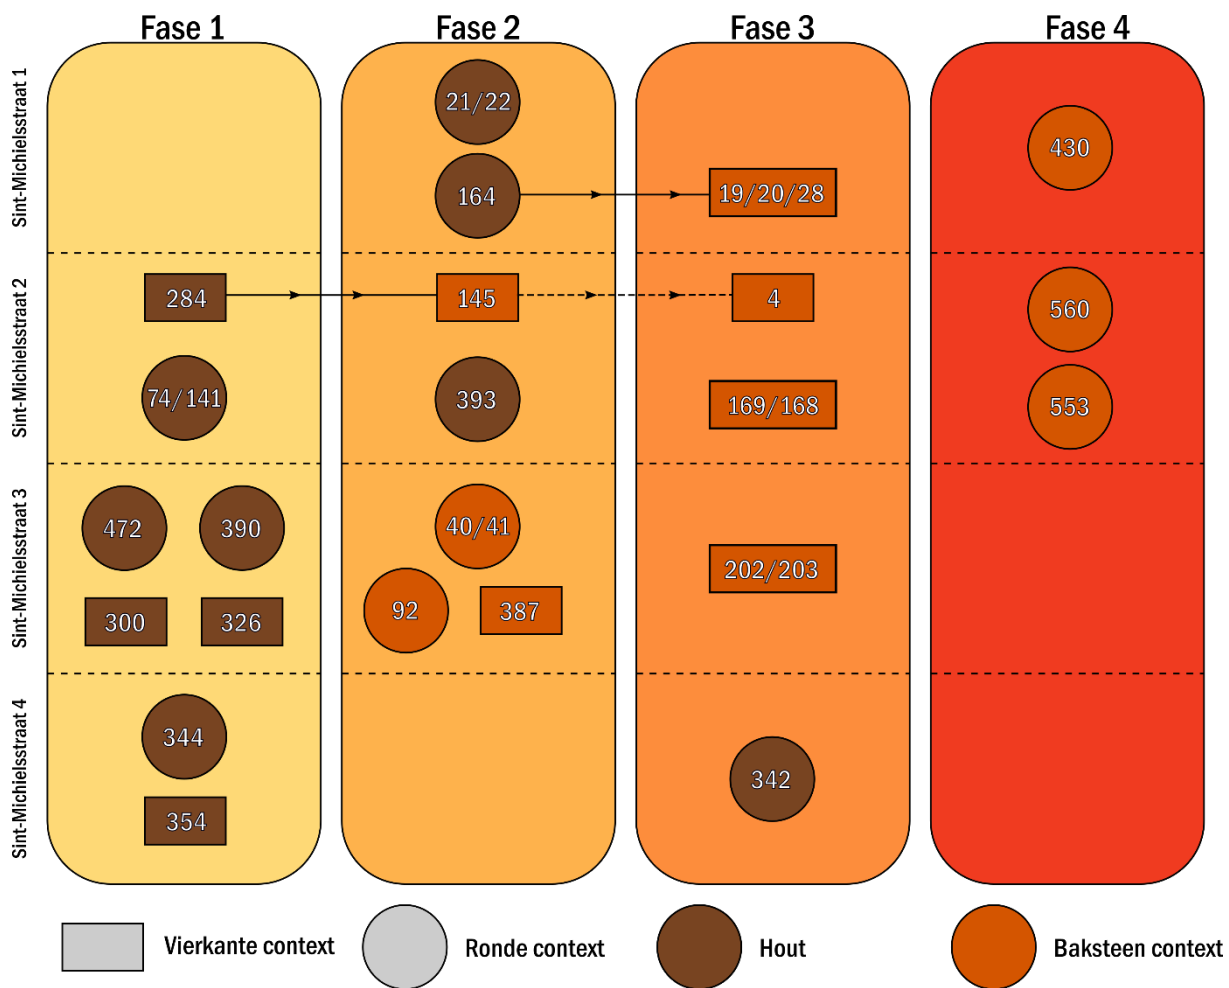 Fase 1
Fase 2
Fase 3
Fase 4
Sint-Michielsstraat 1
21/22
430
164
19/20/28
Sint-Michielsstraat 2
284
145
4
560
74/141
393
169/168
553
Sint-Michielsstraat 3
472
390
40/41
202/203
300
326
92
387
Sint-Michielsstraat 4
344
342
354
Vierkante context
Ronde context
Hout
Baksteen context